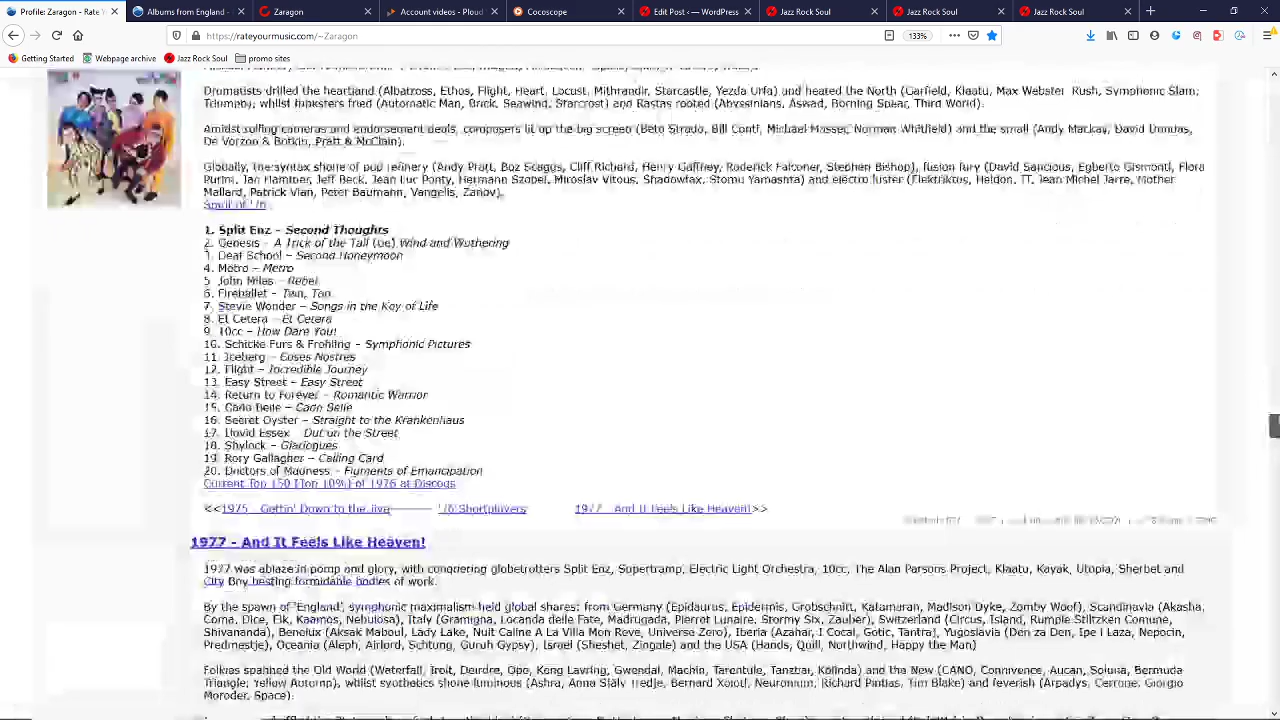 Profile: Zaragon - Rate Y
Albums from England -
Zaragon
Account videos - Ploud
Cocoscope
Edit Post ‹ — WordPress
Jazz Rock Soul
Jazz Rock Soul
Jazz Rock Soul
https://rateyourmusic.com/~Zaragon
133%
Getting Started
Webpage archive
Jazz Rock Soul
promo sites
Dromatists drilled the heartland (Albatross, Ethos, Flight, Heart, Locust, Mithrandir, Starcastle, Yezda Urfa) and heated the North (Garfield, Klaatu, Max Webster, Rush, Symphonic Slam,
whilst funksters fried (Automatic Man, Brick, Seawind, Starcrost) and Rastas rooted (Abyssinians, Aswad, Burning Spear, Third World).
Amidst rolling cameras and endorsement deals, composers lit up the big screen (Bill Conti, Michael Masser, Norman Whitfield) and the small (Andy Mackay, David Dundas,
De Vorzon & Botkin, Pratt & McClain).
Globally, the syntax shone of pop refinery (Andy Pratt, Boz Scaggs, Cliff Richard, Henry Gaffney, Roderick Falconer, Stephen Bishop), fusion fury (David Sancious, Egberto Gismonti, Flora
Purim, Jan Hammer, Jeff Beck, Jean Luc Ponty, Hermann Szobel, Miroslav Vitous, Shadowfax, Stomu Yamashta) and electro luster (Elektriktus, Heldon, Jean Michel Jarre, Mother
Mallard, Patrick Vian, Peter Baumann, Vangelis, Zanov).
1. Split Enz – Second Thoughts
2. Genesis – A Trick of the Tail (be) Wind and Wuthering
3. Deaf School – Second Honeymoon
4. Metro – Metro
5. John Miles – Rebel
6. Fireballet – Two, Too
7. Stevie Wonder – Songs in the Key of Life
8. Et Cetera – Et Cetera
9. 10cc – How Dare You!
10. Schicke Furs & Frohling – Symphonic Pictures
11. Iceberg – Coses Nostres
12. Flight – Incredible Journey
13. Easy Street – Easy Street
14. Return to Forever – Romantic Warrior
15. Cado Belle – Cado Belle
16. Secret Oyster – Straight to the Krankenhaus
17. David Essex – Out on the Street
18. Shylock – Gialorgues
19. Rory Gallagher – Calling Card
20. Doctors of Madness – Figments of Emancipation
Current Top 150 [Top 10%] of 1976 at Discogs
<<1975 - Gettin' Down to the Jive
'76 Shortplayers
1977 - And It Feels Like Heaven!>>
1977 - And It Feels Like Heaven!
1977 was ablaze in pomp and glory, with conquering globetrotters Split Enz, Supertramp, Electric Light Orchestra, 10cc, The Alan Parsons Project, Klaatu, Kayak, Utopia, Sherbet and
City Boy besting formidable bodies of work.
By the spawn of 'England', symphonic maximalism held global shares: from Germany (Epidaurus, Epidermis, Grobschnitt, Katamaran, Madison Dyke, Zomby Woof), Scandinavia (Akasha,
Coma, Dice, Elk, Kaamos, Nebulosa), Italy (Gramigna, Locanda delle Fate, Madrugada, Pierrot Lunaire, Stormy Six, Zauber), Switzerland (Circus, Island, Rumple Stiltzken Comune,
Shivananda), Benelux (Aksak Maboul, Lady Lake, Nuit Caline A La Villa Mon Reve, Universe Zero), Iberia (Azahar, I Cocal, Gotic, Tantra), Yugoslavia (Den za Den, Ipe i Laza, Nepocin,
Predmestje), Oceania (Aleph, Airlord, Schtung, Guruh Gypsy), Israel (Sheshet, Zingale) and the USA (Hands, Quill, Northwind, Happy the Man)
Folkies spanned the Old World (Waterfall, Deirdre, Opo, Kong Lavring, Gwendal, Machin, Tarentule, Tanzbar, Kolinda) and the New (CANO, Connivence, Aucan, Soluna, Bermuda
Triangle, Yellow Autumn), whilst synthetics shone luminous (Ashra, Anna Själv Tredje, Bernard Xolotl, Neuronium, Richard Pinhas, Tim Blake) and feverish (Arpadys, Cerrone, Giorgio
Moroder, Space).